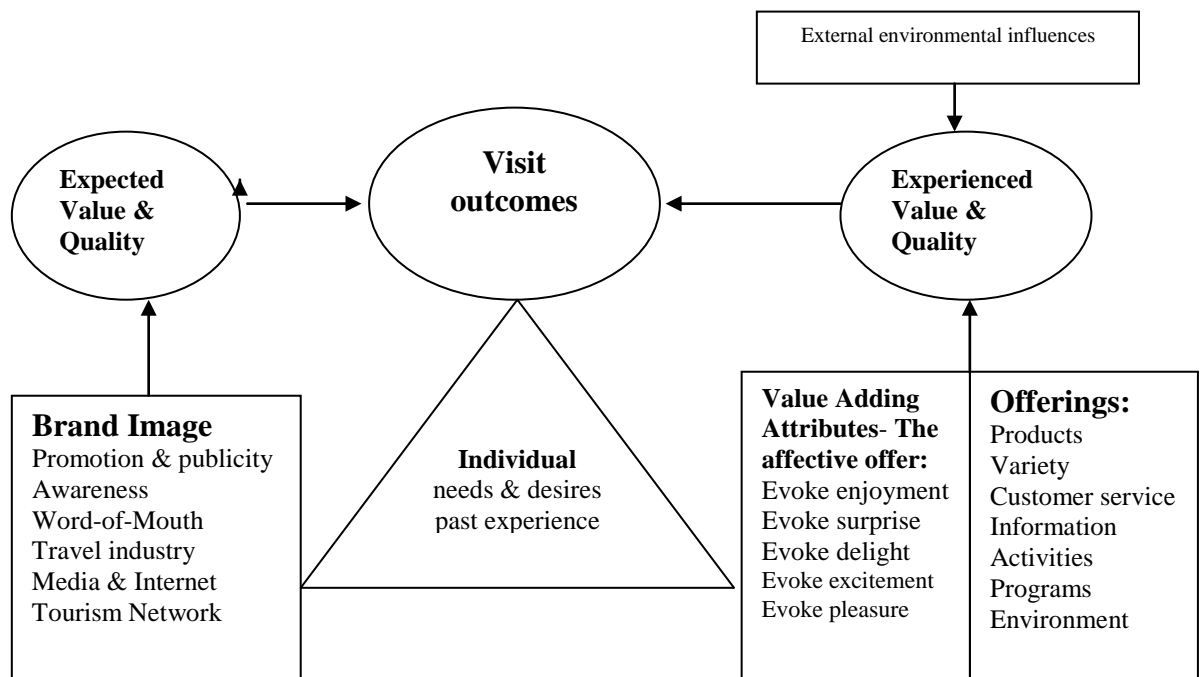 External environmental influences
Expected
Value &
Quality
Visit
outcomes
Experienced
Value &
Quality
Brand Image
Promotion & publicity
Awareness
Word-of-Mouth
Travel industry
Media & Internet
Tourism Network
Individual
needs & desires
past experience
Value Adding
Attributes- The
affective offer:
Evoke enjoyment
Evoke surprise
Evoke delight
Evoke excitement
Evoke pleasure
Offerings:
Products
Variety
Customer service
Information
Activities
Programs
Environment